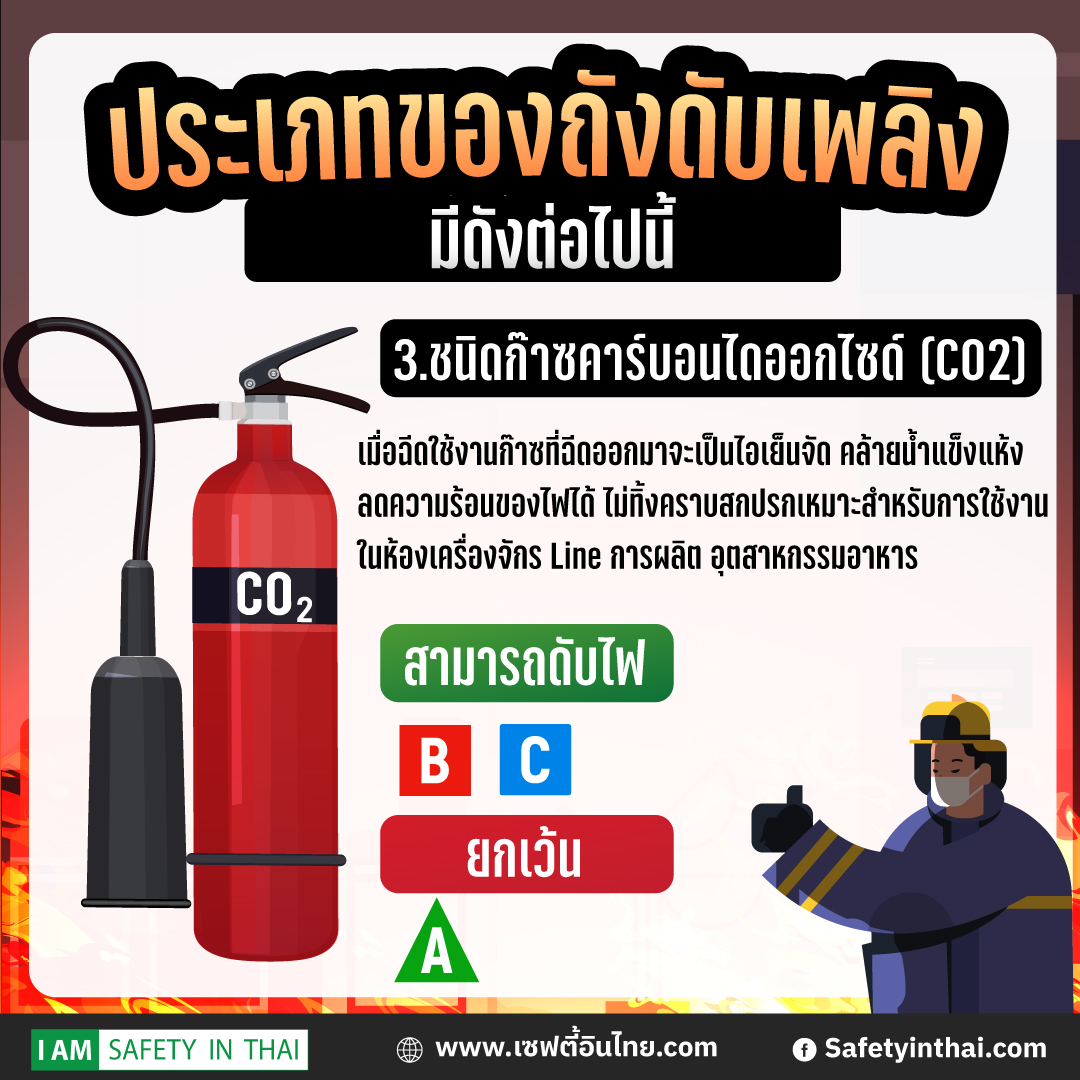 ประเภทของถังดับเพลิง
มีดังต่อไปนี้
3.ชนิดก๊าซคาร์บอนไดออกไซด์ (CO2)
เมื่อฉีดใช้งานก๊าซที่ฉีดออกมาจะเป็นไอเย็นจัด คล้ายน้ำแข็งแห้ง
ลดความร้อนของไฟได้ ไม่ทิ้งคราบสกปรกเหมาะสำหรับการใช้งาน
ในห้องเครื่องจักร Line การผลิต อุตสาหกรรมอาหาร
CO₂
สามารถดับไฟ
B C
ยกเว้น
A
I AM SAFETY IN THAI
www.เซฟตี้อินไทย.com
Safetyinthai.com